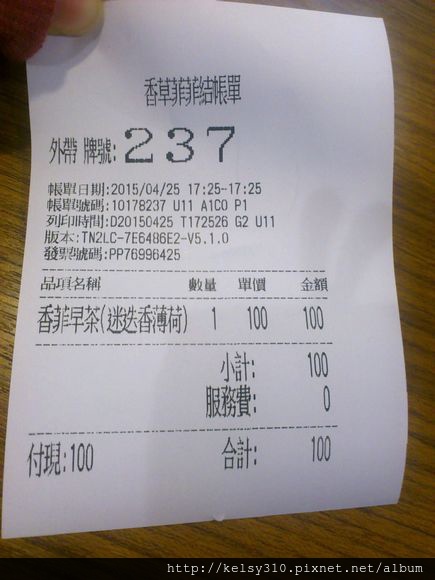 香草菲菲結帳單
外帶 牌號:237
帳單日期:2015/04/25 17:25~17:25
帳單號碼:10178237 U11 A1CO P1
列印時間:D20150425 T172526 G2 U11
版本:TN2LC-7E6486E2-V5.1.0
發票號碼:PP76996425
品項名稱 數量 單價 金額
香菲早茶(迷迭香薄荷) 1 100 100
小計: 100
服務費: 0
付現:100 合計: 100
http://kelsy310.pixnet.net/album